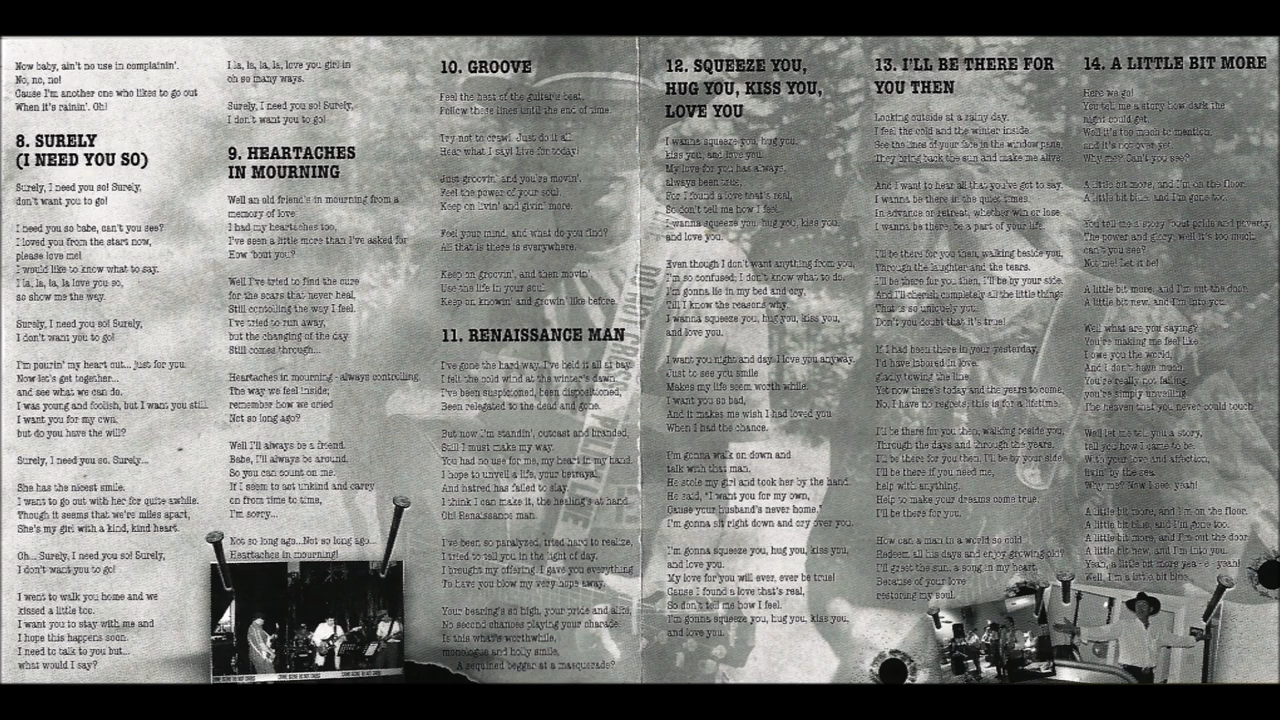 Now baby, ain't no use in complainin'.
No, no, no!
Cause I'm another one who likes to go out
When it's rainin'. Oh!
8. SURELY
(I NEED YOU SO)
Surely, I need you so! Surely,
don't want you to go!
I need you so babe, can't you see?
I loved you from the start now,
please love me!
I would like to know what to say.
I la, la, la, la love you so,
so show me the way.
Surely, I need you so! Surely,
I don't want you to go!
I'm pourin' my heart out... just for you.
Now let's get together...
and see what we can do.
I was young and foolish, but I want you still.
I want you for my own,
but do you have the will?
Surely, I need you so. Surely...
She has the nicest smile.
I want to go out with her for quite awhile.
Though it seems that we're miles apart,
She's my girl with a kind, kind heart.
Oh... Surely, I need you so! Surely,
I don't want you to go!
I went to walk you home and we
kissed a little too.
I want you to stay with me and
I hope this happens soon.
I need to talk to you but...
what would I say?
I la, la, la, la, love you girl in
oh so many ways.
Surely, I need you so! Surely,
I don't want you to go!
9. HEARTACHES
IN MOURNING
Well an old friend's in mourning from a
memory of love
I had my heartaches too,
I've seen a little more than I've asked for
How 'bout you?
Well I've tried to find the cure
for the scars that never heal,
Still controlling the way I feel.
I've tried to run away,
but the changing of the day
Still comes through...
Heartaches in mourning - always controlling,
The way we feel inside;
remember how we cried
Not so long ago?
Well I'll always be a friend.
Babe, I'll always be around,
So you can count on me.
If I seem to act unkind and carry
on from time to time,
I'm sorry...
Not so long ago...Not so long ago...
Heartaches in mourning!
10. GROOVE
Feel the heat of the guitar's beat,
Follow these lines until the end of time.
Try not to crawl. Just do it all.
Hear what I say! Live for today!
Just groovin' and you're movin'.
Feel the power of your soul.
Keep on livin' and givin' more.
Feel your mind, and what do you find?
All that is there is everywhere.
Keep on groovin', and then movin'.
Use the life in your soul.
Keep on knowin' and growin' like before.
11. RENAISSANCE MAN
I've gone the hard way. I've held it all at bay.
I felt the cold wind at the winter's dawn.
I've been suspicioned, been dispositioned,
Been relegated to the dead and gone.
But now I'm standin', outcast and branded,
Still I must make my way.
You had no use for me, my heart in my hand.
I hope to unveil a life, your betrayal.
And hatred has failed to slay.
I think I can make it, the healing's at hand.
Oh! Renaissance man.
I've been so paralyzed, tried hard to realize,
I tried to tell you in the light of day.
I brought my offering. I gave you everything
To have you blow my very hope away.
Your bearing's so high, your pride and alibi,
No second chances playing your charade.
Is this what's worthwhile,
monologue and holly smile,
A sequined beggar at a masquerade?
12. SQUEEZE YOU,
HUG YOU, KISS YOU,
LOVE YOU
I wanna squeeze you, hug you,
kiss you, and love you.
My love for you has always,
always been true,
For I found a love that's real,
So don't tell me how I feel.
I wanna squeeze you, hug you, kiss you,
and love you.
Even though I don't want anything from you,
I'm so confused; I don't know what to do.
I'm gonna lie in my bed and cry,
Till I know the reasons why.
I wanna squeeze you, hug you, kiss you,
and love you.
I want you night and day. I love you anyway.
Just to see you smile
Makes my life seem worth while.
I want you so bad,
And it makes me wish I had loved you
When I had the chance.
I'm gonna walk on down and
talk with that man.
He stole my girl and took her by the hand.
He said, "I want you for my own,
Cause your husband's never home."
I'm gonna sit right down and cry over you.
I'm gonna squeeze you, hug you, kiss you,
and love you.
My love for you will ever, ever be true!
Cause I found a love that's real,
So don't tell me how I feel.
I'm gonna squeeze you, hug you, kiss you,
and love you.
13. I'LL BE THERE FOR
YOU THEN
Looking outside at a rainy day.
I feel the cold and the winter inside.
See the lines of your face in the window pane,
They bring back the sun and make me alive.
And I want to hear all that you've got to say.
I wanna be there in the quiet times.
In advance or retreat, whether win or lose
I wanna be there, be a part of your life.
I'll be there for you then, walking beside you,
Through the laughter and the tears.
I'll be there for you then, I'll be by your side.
And I'll cherish completely all the little things
That is so uniquely you.
Don't you doubt that it's true!
If I had been there in your yesterday,
I'd have labored in love,
gladly towing the line.
Yet now there's today and the years to come,
No, I have no regrets, this is for a lifetime.
I'll be there for you then, walking beside you,
Through the days and through the years,
I'll be there for you then, I'll be by your side.
I'll be there if you need me,
help with anything.
Help to make your dreams come true,
I'll be there for you.
How can a man in a world so cold
Redeem all his days and enjoy growing old?
I'll greet the sun, a song in my heart.
Because of your love
restoring my soul.
14. A LITTLE BIT MORE
Here we go!
You tell me a story how dark the
night could get.
Well it's too much to mention,
and it's not over yet.
Why me? Can't you see?
A little bit more, and I'm on the floor.
A little bit blue, and I'm gone too.
You tell me a story 'bout pride and poverty,
The power and glory, well it's too much,
can't you see?
Not me! Let it be!
A little bit more, and I'm out the door.
A little bit new, and I'm into you.
Well what are you saying?
You're making me feel like
I owe you the world,
And I don't have much.
You're really not failing,
you're simply unveiling
The heaven that you never could touch.
Well let me tell you a story,
tell you how I came to be.
With your love and affection,
livin' by the sea.
Why me? Now I see, yeah!
A little bit more, and I'm on the floor.
A little bit blue, and I'm gone too.
A little bit more, and I'm out the door.
A little bit new, and I'm into you.
Yeah, a little bit more yea - e - yeah!
Well, I'm a little bit blue.